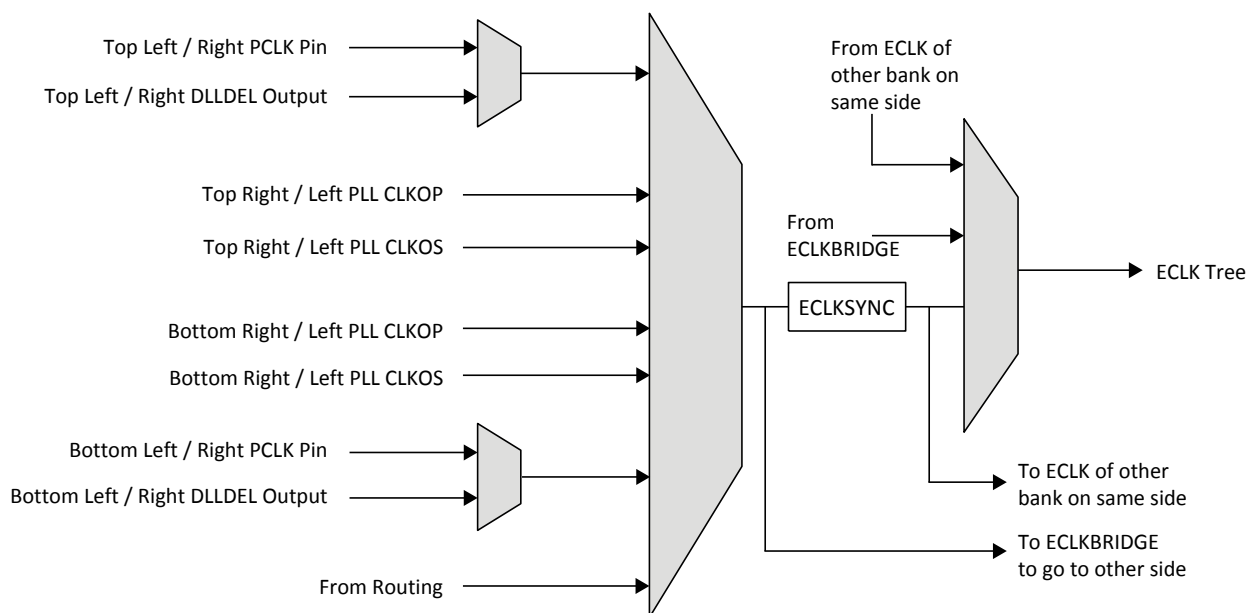 Top Left / Right PCLK Pin
Top Left / Right DLLDEL Output
Top Right / Left PLL CLKOP
Top Right / Left PLL CLKOS
Bottom Right / Left PLL CLKOP
Bottom Right / Left PLL CLKOS
Bottom Left / Right PCLK Pin
Bottom Left / Right DLLDEL Output
From Routing
From ECLK of
other bank on
same side
From
ECLKBRIDGE
ECLKSYNC
ECLK Tree
To ECLK of other
bank on same side
To ECLKBRIDGE
to go to other side